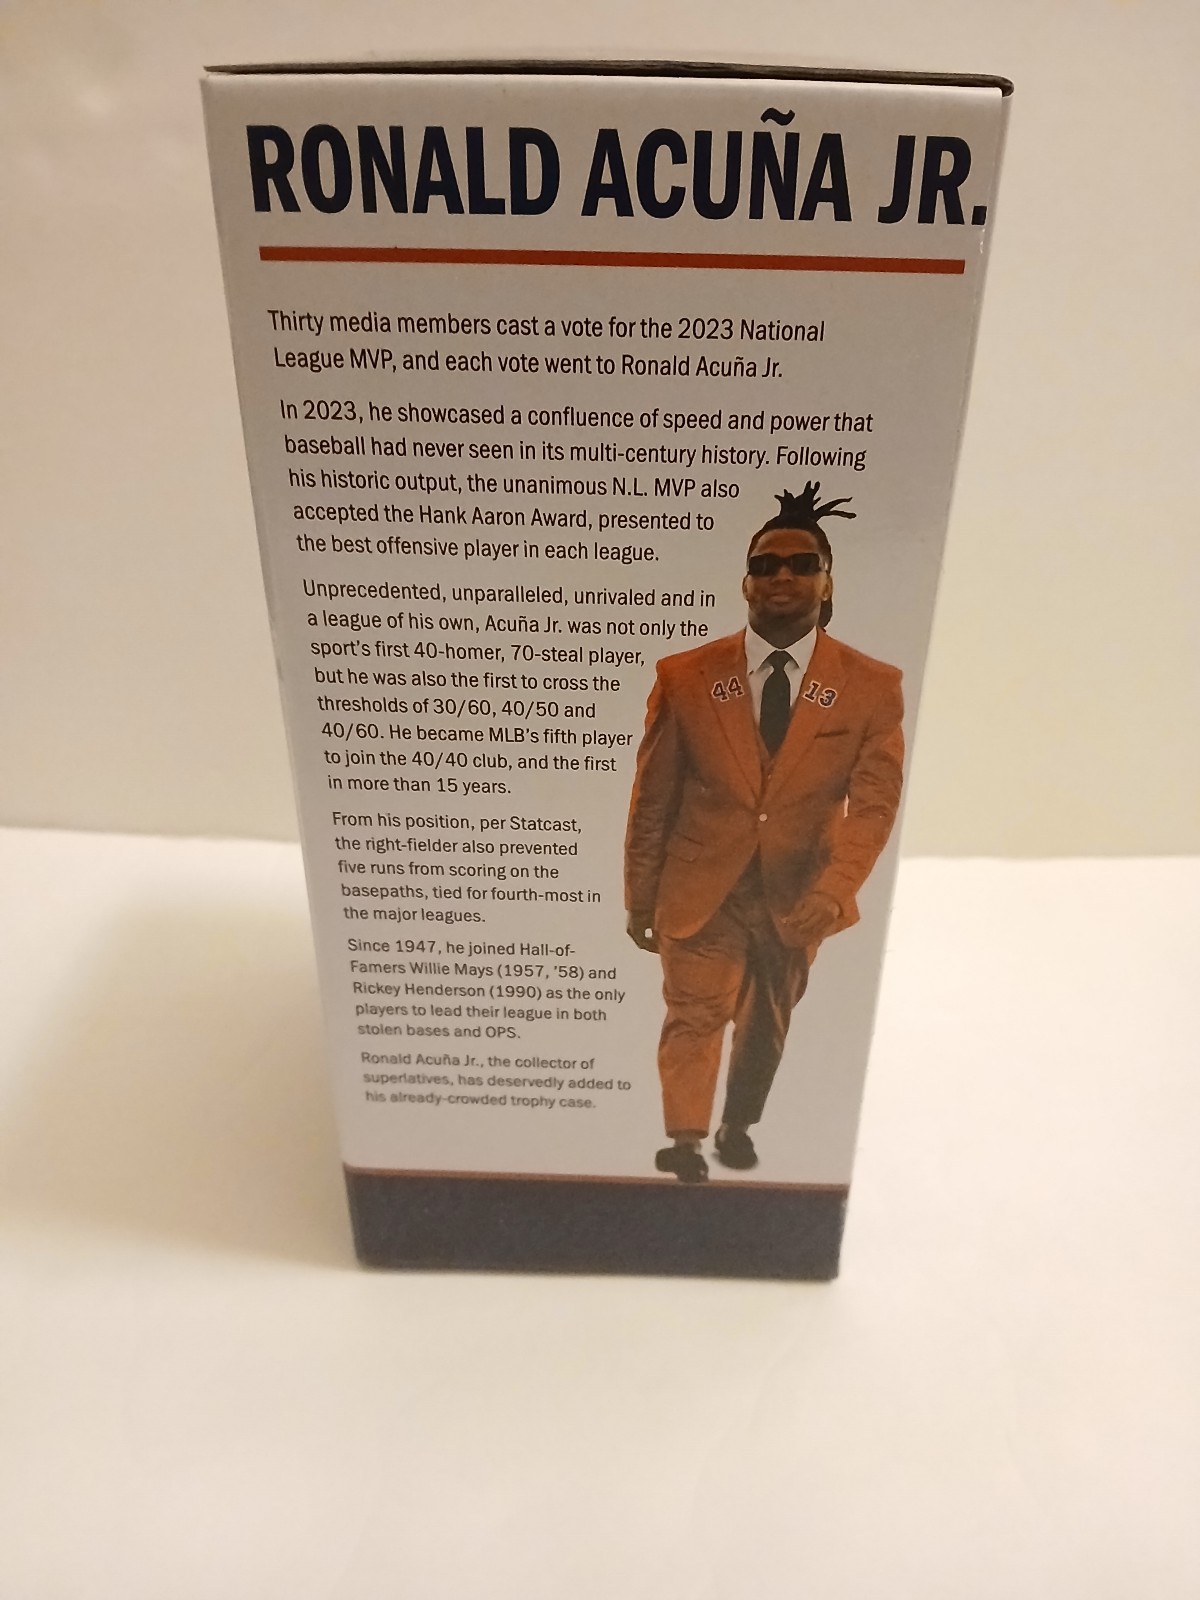 RONALD ACUÑA JR.
Thirty media members cast a vote for the 2023 National
League MVP, and each vote went to Ronald Acuña Jr.
In 2023, he showcased a confluence of speed and power that
baseball had never seen in its multi-century history. Following
his historic output, the unanimous N.L. MVP also
accepted the Hank Aaron Award, presented to
the best offensive player in each league.
Unprecedented, unparalleled, unrivaled and in
a league of his own, Acuña Jr. was not only the
sport's first 40-homer, 70-steal player,
but he was also the first to cross the
thresholds of 30/60, 40/50 and
40/60. He became MLB's fifth player
to join the 40/40 club, and the first
in more than 15 years.
44 13
From his position, per Statcast,
the right-fielder also prevented
five runs from scoring on the
basepaths, tied for fourth-most in
the major leagues.
Since 1947, he joined Hall-of-
Famers Willie Mays (1957, '58) and
Rickey Henderson (1990) as the only
players to lead their league in both
stolen bases and OPS.
Ronald Acuña Jr., the collector of
superlatives, has deservedly added to
his already-crowded trophy case.